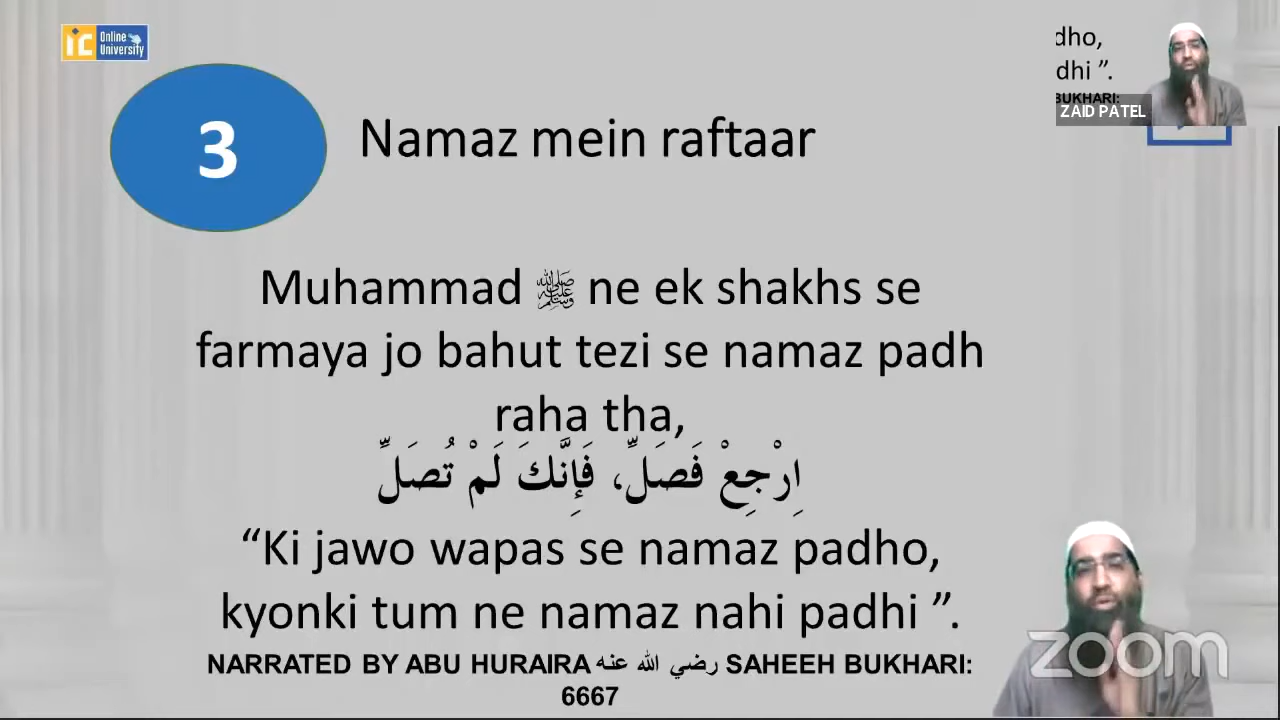 iC Online
University
dho,
dhi ”.
BUKHARI:
ZAID PATEL
3
Namaz mein raftaar
Muhammad ﷺ ne ek shakhs se
farmaya jo bahut tezi se namaz padh
raha tha,
اِرْجِعْ فَصَلِّ، فَإِنَّكَ لَمْ تُصَلِّ
“Ki jawo wapas se namaz padho,
kyonki tum ne namaz nahi padhi ”.
NARRATED BY ABU HURAIRA رضي الله عنه SAHEEH BUKHARI:
6667
zoom